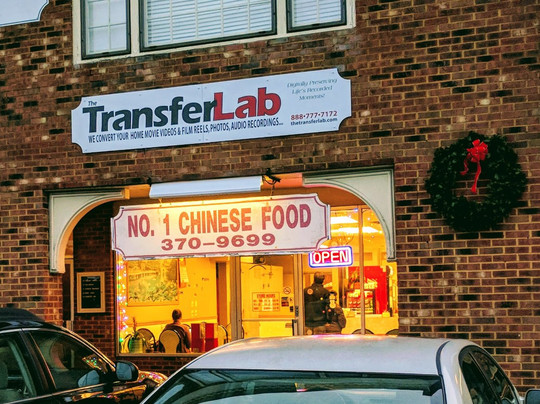 The
TransferLab
Digitally Preserving
Life's Recorded
Moments!
WE CONVERT YOUR HOME MOVIE VIDEOS & FILM REELS, PHOTOS, AUDIO RECORDINGS...
888•777•7172
thetransferlab.com
NO. 1 CHINESE FOOD
370-9699
OPEN